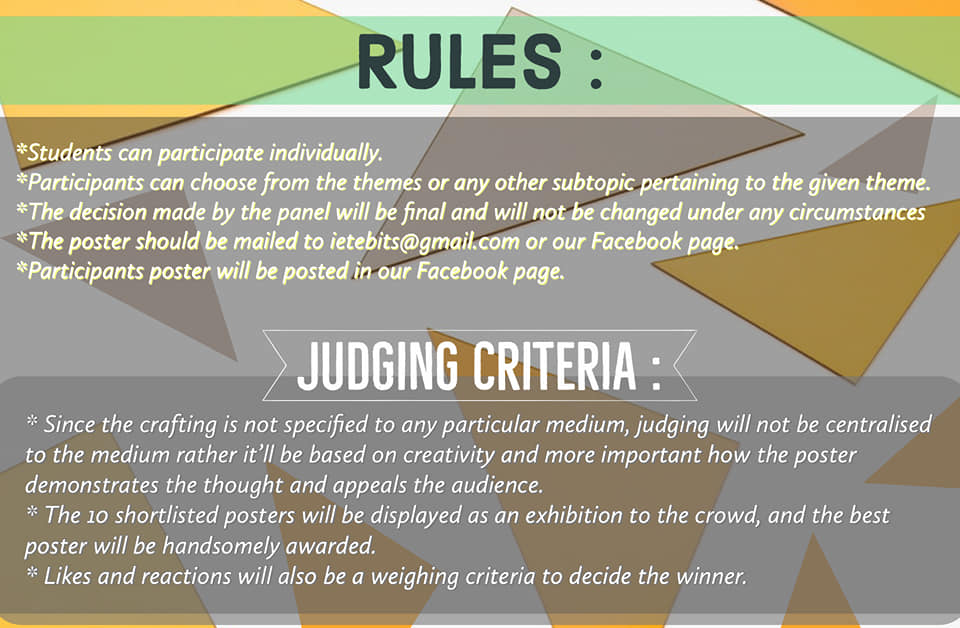 RULES :
*Students can participate individually.
*Participants can choose from the themes or any other subtopic pertaining to the given theme.
*The decision made by the panel will be final and will not be changed under any circumstances
*The poster should be mailed to ietebits@gmail.com or our Facebook page.
*Participants poster will be posted in our Facebook page.
JUDGING CRITERIA :
* Since the crafting is not specified to any particular medium, judging will not be centralised
to the medium rather it'll be based on creativity and more important how the poster
demonstrates the thought and appeals the audience.
* The 10 shortlisted posters will be displayed as an exhibition to the crowd, and the best
poster will be handsomely awarded.
* Likes and reactions will also be a weighing criteria to decide the winner.